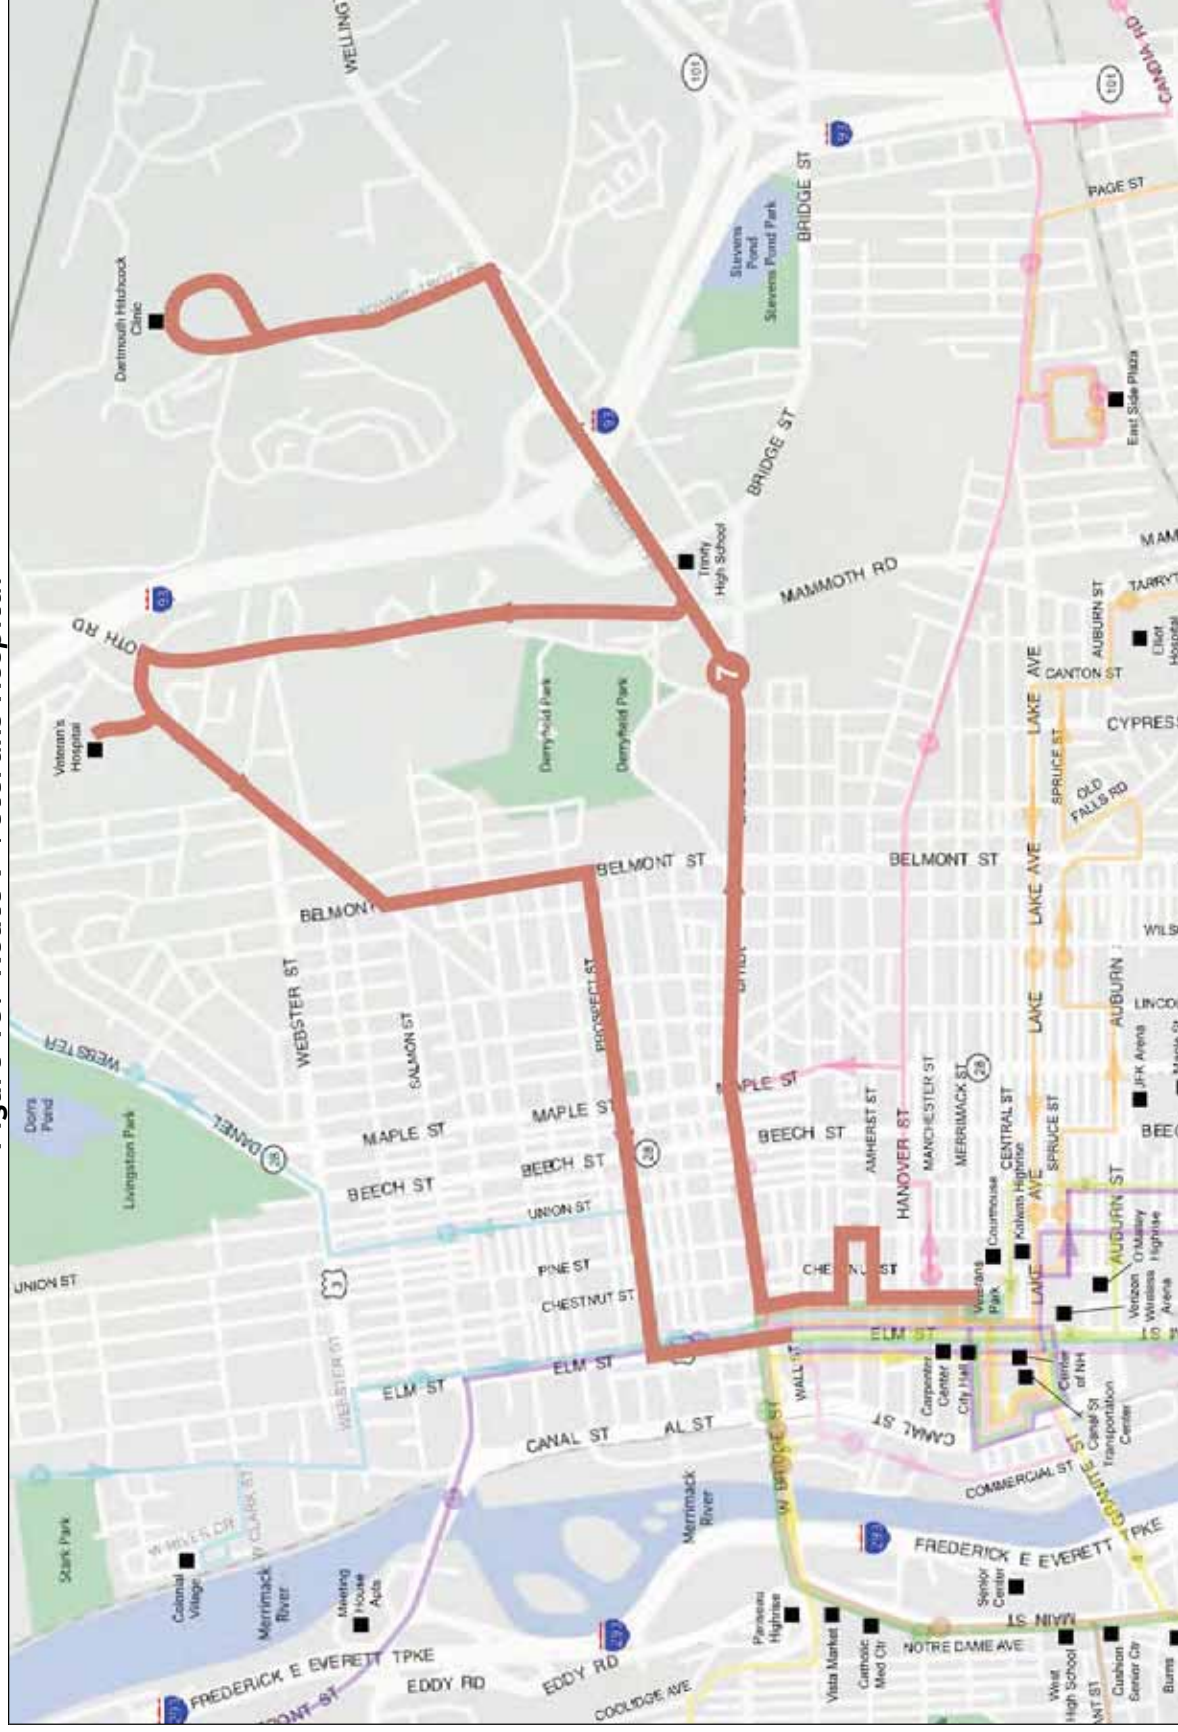 WELLING
101
CANDIA RD
101
93
BRIDGE ST
PAGE ST
Dartmouth Hitchcock
Clinic
Stevens
Pond
Stevens Pond Park
East Side Plaza
93
BRIDGE ST
Trinity
High School
MAMMOTH RD
MAM
93
OTH RD
Veteran's
Hospital
Derryfield Park
Derryfield Park
7
AUBURN ST
TARRYT
Elliot
Hospital
LAKE AVE
CANTON ST
LAKE AVE
SPRUCE ST
CYPRES
OLD
FALLS RD
BELMONT ST
BELMONT ST
BELMONT
LAKE AVE
WILS
WEBSTER ST
PROSPECT ST
LAKE
AUBURN
LINCO
WEBSTER
SALMON ST
Dorrs
Pond
Livingston Park
DANIEL
28
MAPLE ST
MAPLE ST
MAPLE ST
BEECH ST
BEECH ST
BEECH ST
28
AMHERST ST
HANOVER ST
MANCHESTER ST
MERRIMACK ST
28
CENTRAL ST
SPRUCE ST
JFK Arena
BEEC
UNION ST
UNION ST
PINE ST
CHESTNUT ST
3
Courthouse
Kalivas Highrise
AVE
LAKE
AUBURN ST
O'Malley
Highrise
Verizon
Wireless
Arena
Veterans
Park
ELM ST
ELM ST
ELM ST
ST
WEBSTER ST
WALL ST
Carpenter
Center
City Hall
Center
of NH
Canal St
Transportation
Center
CANAL ST
AL ST
CANAL ST
COMMERCIAL ST
GRANITE ST
W BRIDGE ST
Merrimack
River
Stark Park
W CLARK ST
Colonial
Village
Merrimack
River
Meeting
House
Apts
293
FREDERICK E EVERETT TPKE
293
FREDERICK E EVERETT TPKE
EDDY RD
EDDY RD
293
COOLIDGE AVE
Pariseau
Highrise
Vista Market
Catholic
Med Ctr
NOTRE DAME AVE
Senior
Center
MAIN ST
West
High School
Cushion
Senior Ctr
Burns
ANT ST